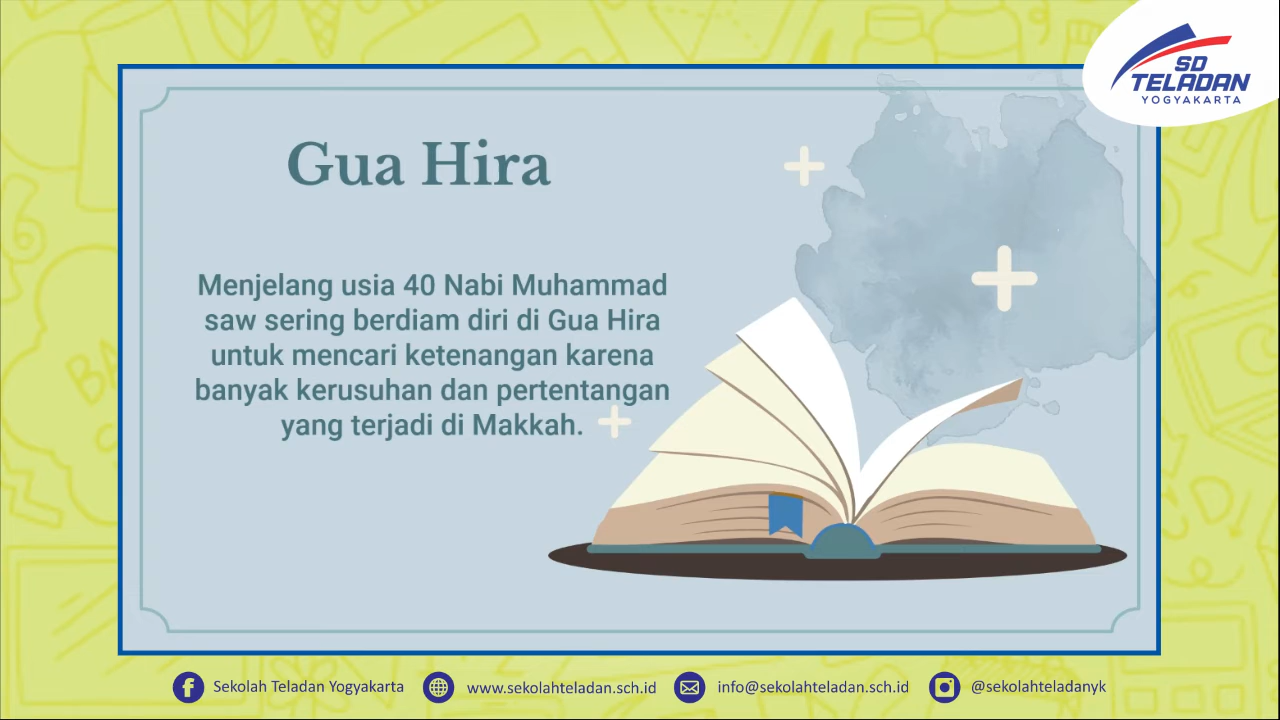 SD
TELADAN
YOGYAKARTA
Gua Hira
Menjelang usia 40 Nabi Muhammad
saw sering berdiam diri di Gua Hira
untuk mencari ketenangan karena
banyak kerusuhan dan pertentangan
yang terjadi di Makkah.
Sekolah Teladan Yogyakarta
www.sekolahteladan.sch.id
info@sekolahteladan.sch.id
@sekolahteladanyk